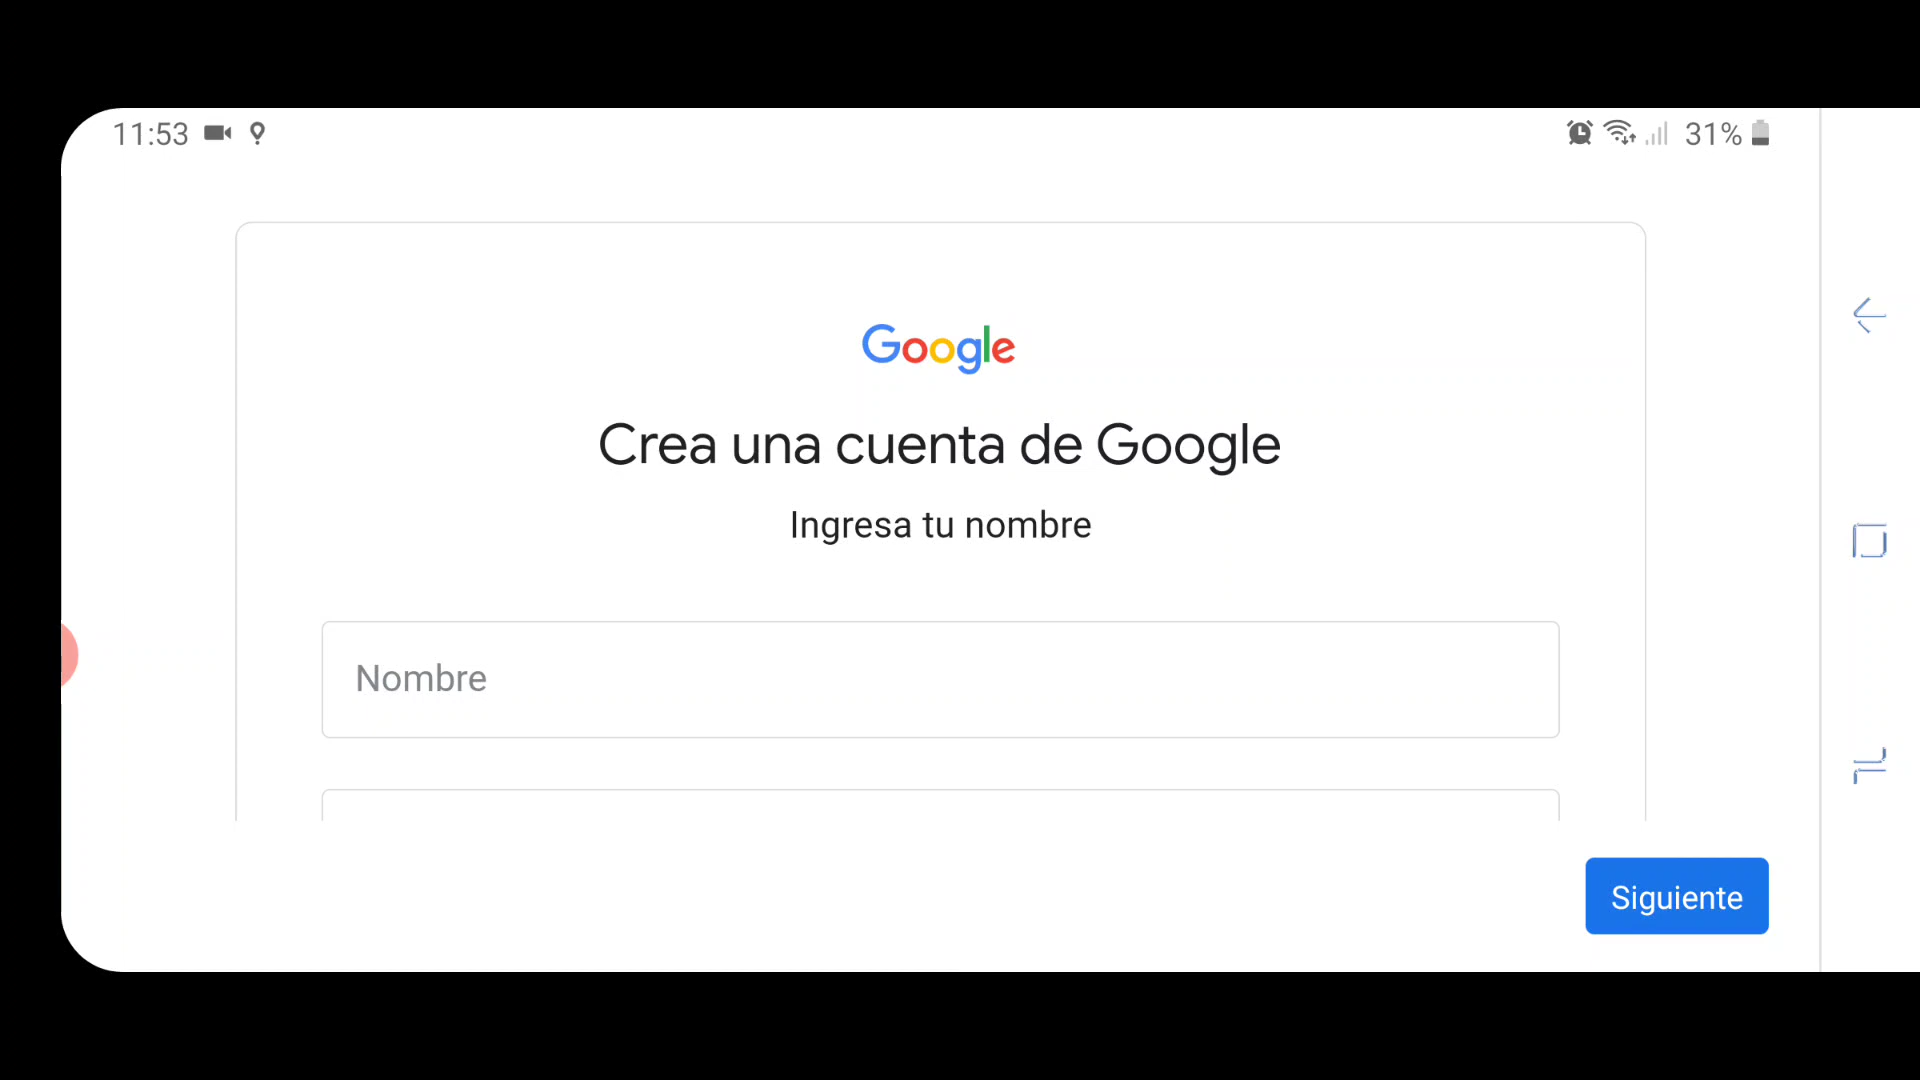 11:53
31%
Google
Crea una cuenta de Google
Ingresa tu nombre
Nombre
Siguiente